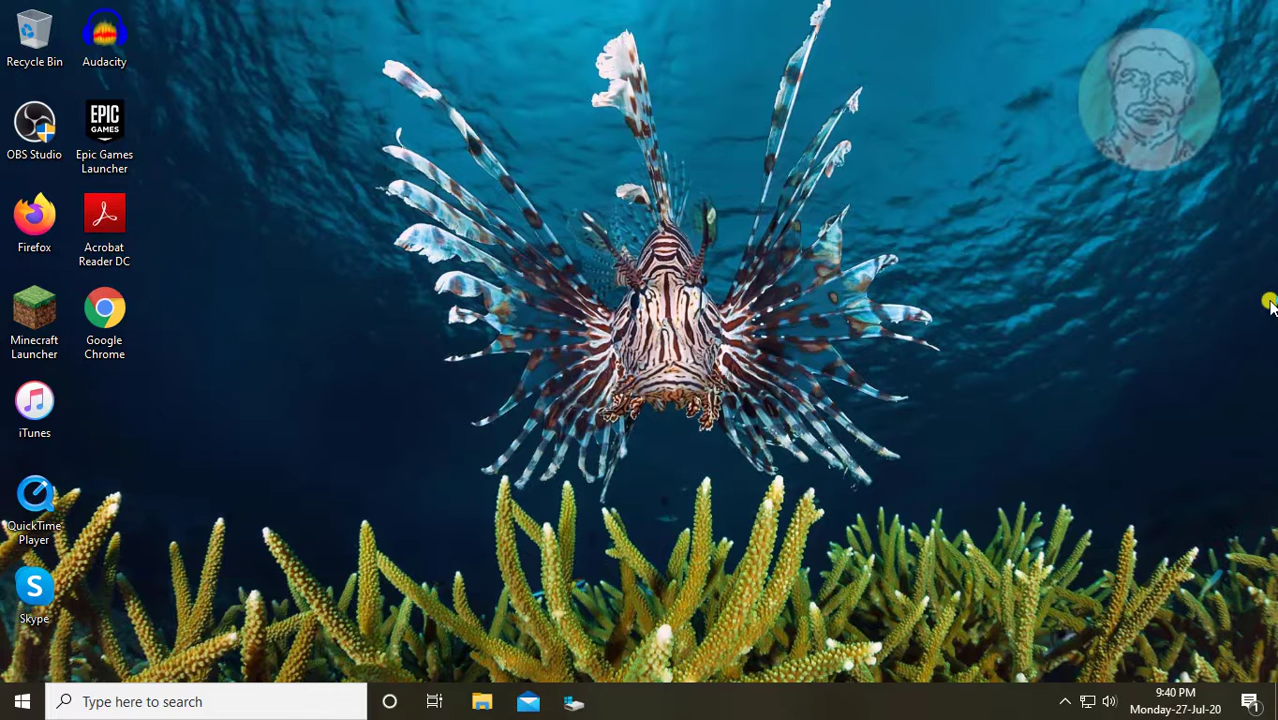 Recycle Bin
Audacity
OBS Studio
EPIC
GAMES
Epic Games
Launcher
Firefox
Acrobat
Reader DC
Minecraft
Launcher
Google
Chrome
iTunes
QuickTime
Player
S
Skype
Type here to search
9:40 PM
Monday-27-Jul-20
1